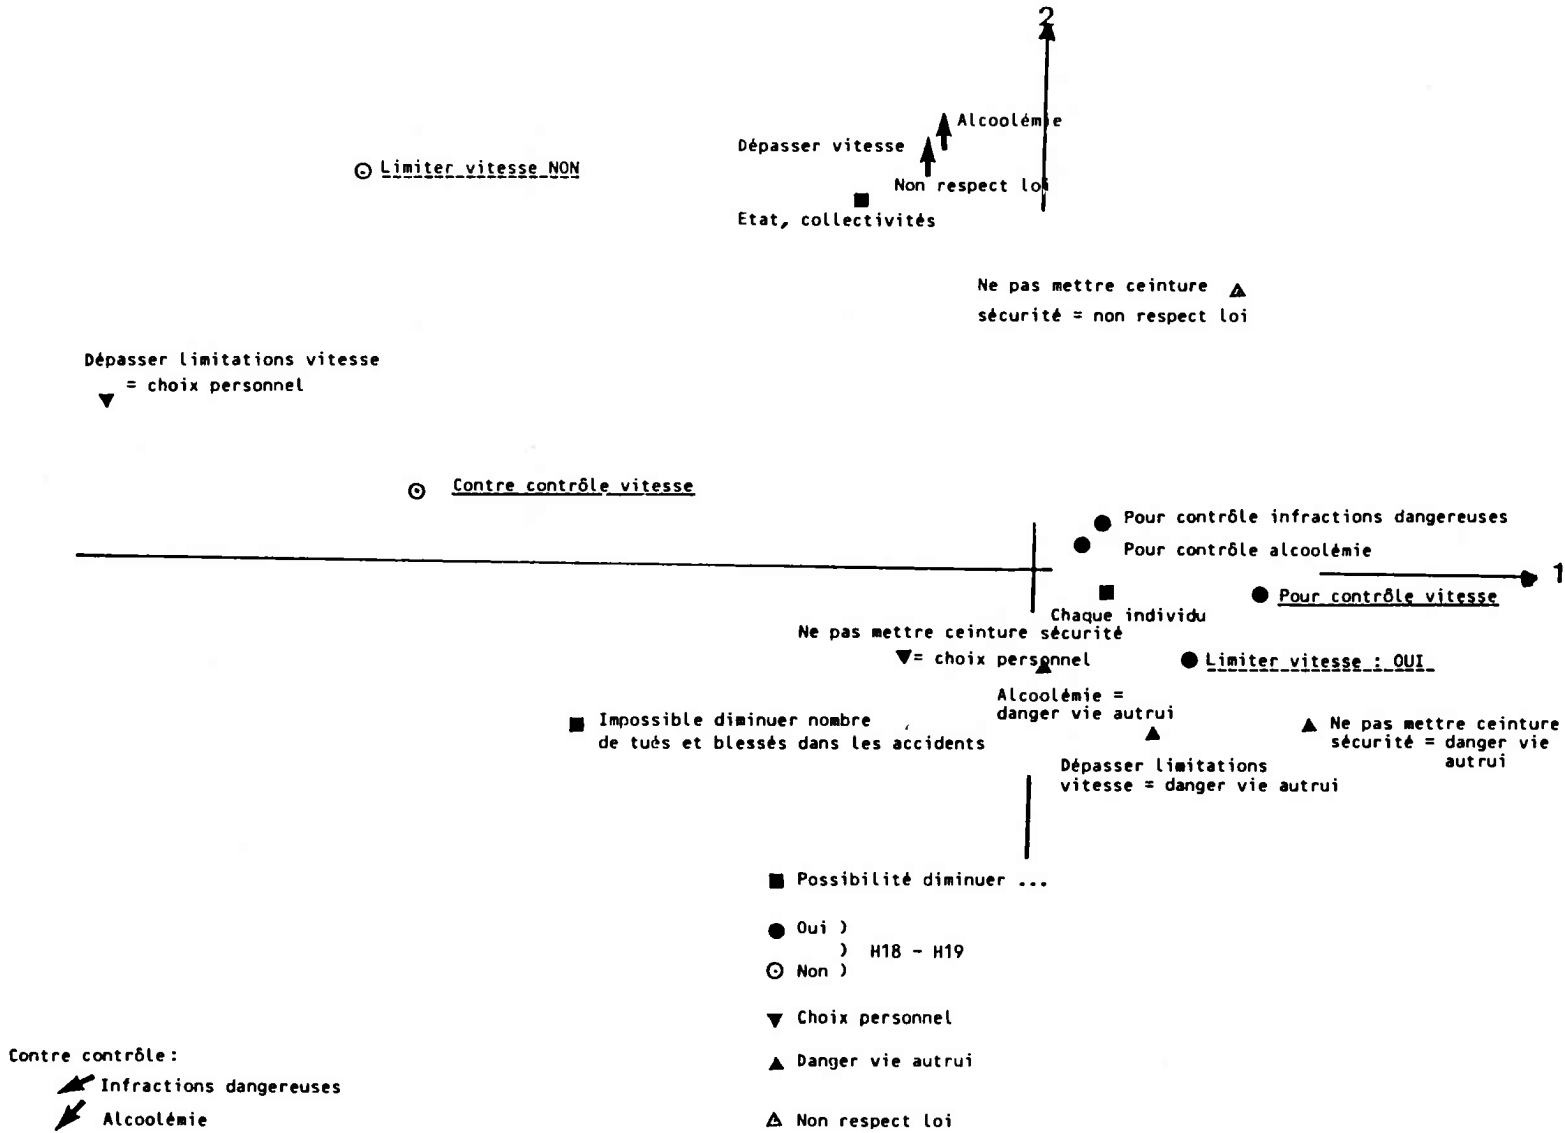 2
Alcoolémie
Dépasser vitesse
Limiter vitesse NON
Non respect loi
Etat, collectivités
Ne pas mettre ceinture
sécurité = non respect loi
Dépasser limitations vitesse
= choix personnel
Contre contrôle vitesse
Pour contrôle infractions dangereuses
Pour contrôle alcoolémie
1
Pour contrôle vitesse
Chaque individu
Ne pas mettre ceinture sécurité
= choix personnel
Limiter vitesse : OUI
Alcoolémie =
danger vie autrui
Impossible diminuer nombre
de tués et blessés dans les accidents
Ne pas mettre ceinture
sécurité = danger vie
autrui
Dépasser limitations
vitesse = danger vie autrui
Possibilité diminuer ...
Oui )
) H18 - H19
Non )
Choix personnel
Danger vie autrui
Non respect loi
Contre contrôle:
Infractions dangereuses
Alcoolémie